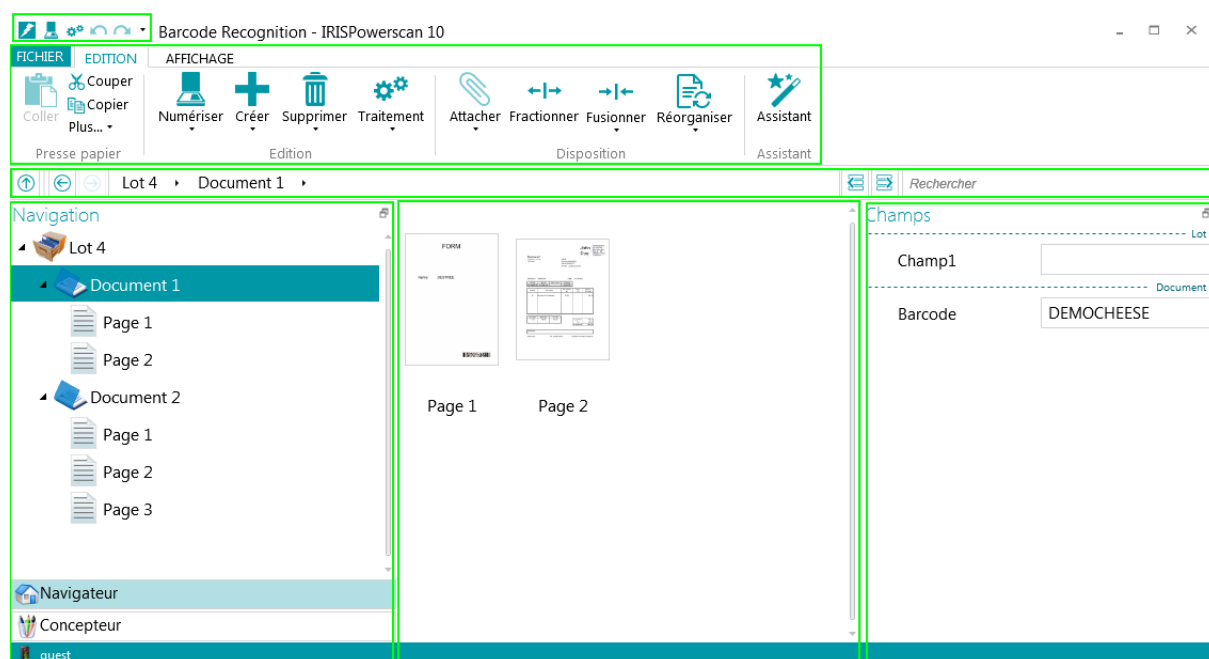 Barcode Recognition - IRISPowerscan 10
FICHIER EDITION AFFICHAGE
Couper
Copier
Coller
Plus...
Numériser Créer Supprimer Traitement Attacher Fractionner Fusionner Réorganiser Assistant
Presse papier Edition Disposition Assistant
Lot 4 Document 1 Rechercher
Navigation
Lot 4
Document 1
Page 1
Page 2
Document 2
Page 1
Page 2
Page 3
Navigateur
Concepteur
guest
FORM
Page 1 Page 2
Champs
Lot
Champ1
Document
Barcode DEMOCHEESE